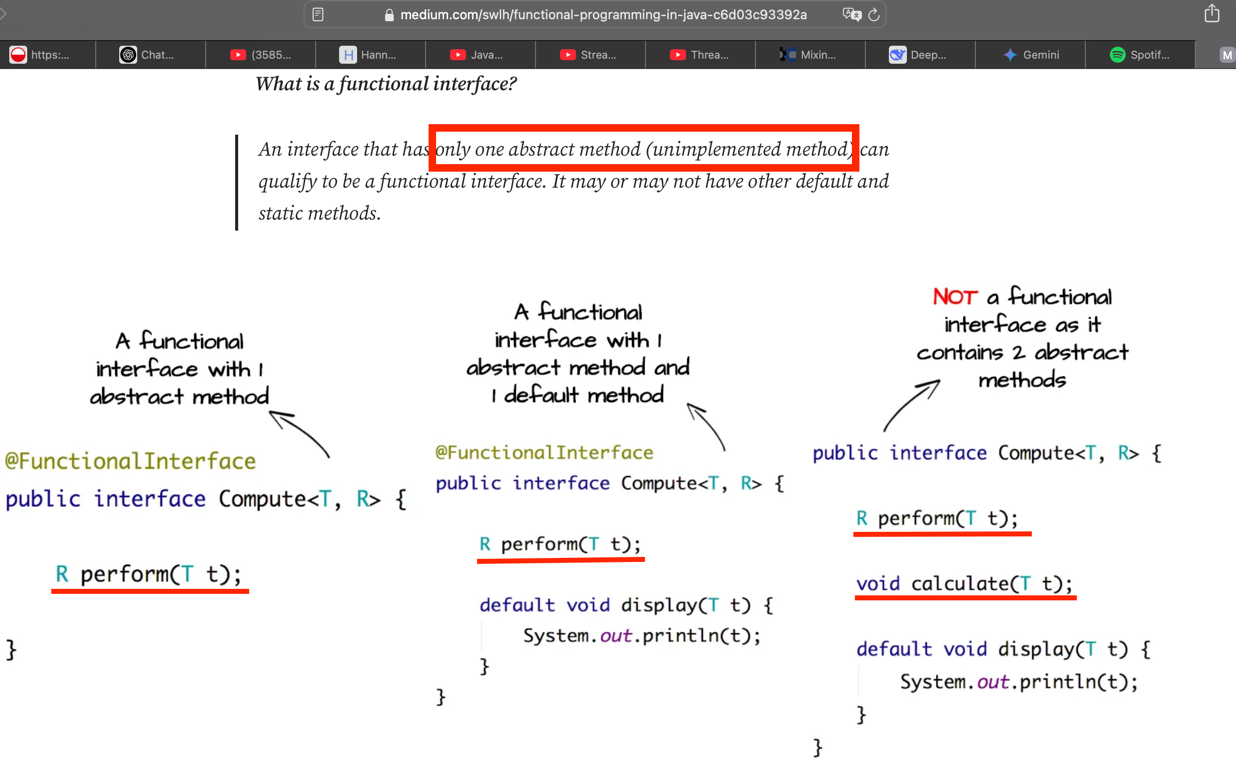 medium.com/swlh/functional-programming-in-java-c6d03c93392a
https:...
Chat...
(3585...
Hann...
Java...
Strea...
Threa...
Mixin...
Deep...
Gemini
Spotif...
M
What is a functional interface?
An interface that has only one abstract method (unimplemented method) can
qualify to be a functional interface. It may or may not have other default and
static methods.
A functional
interface with 1
abstract method
@FunctionalInterface
public interface Compute<T, R> {
R perform(T t);
}
A functional
interface with 1
abstract method and
1 default method
@FunctionalInterface
public interface Compute<T, R> {
R perform(T t);
default void display(T t) {
System.out.println(t);
}
}
NOT a functional
interface as it
contains 2 abstract
methods
public interface Compute<T, R> {
R perform(T t);
void calculate(T t);
default void display(T t) {
System.out.println(t);
}
}